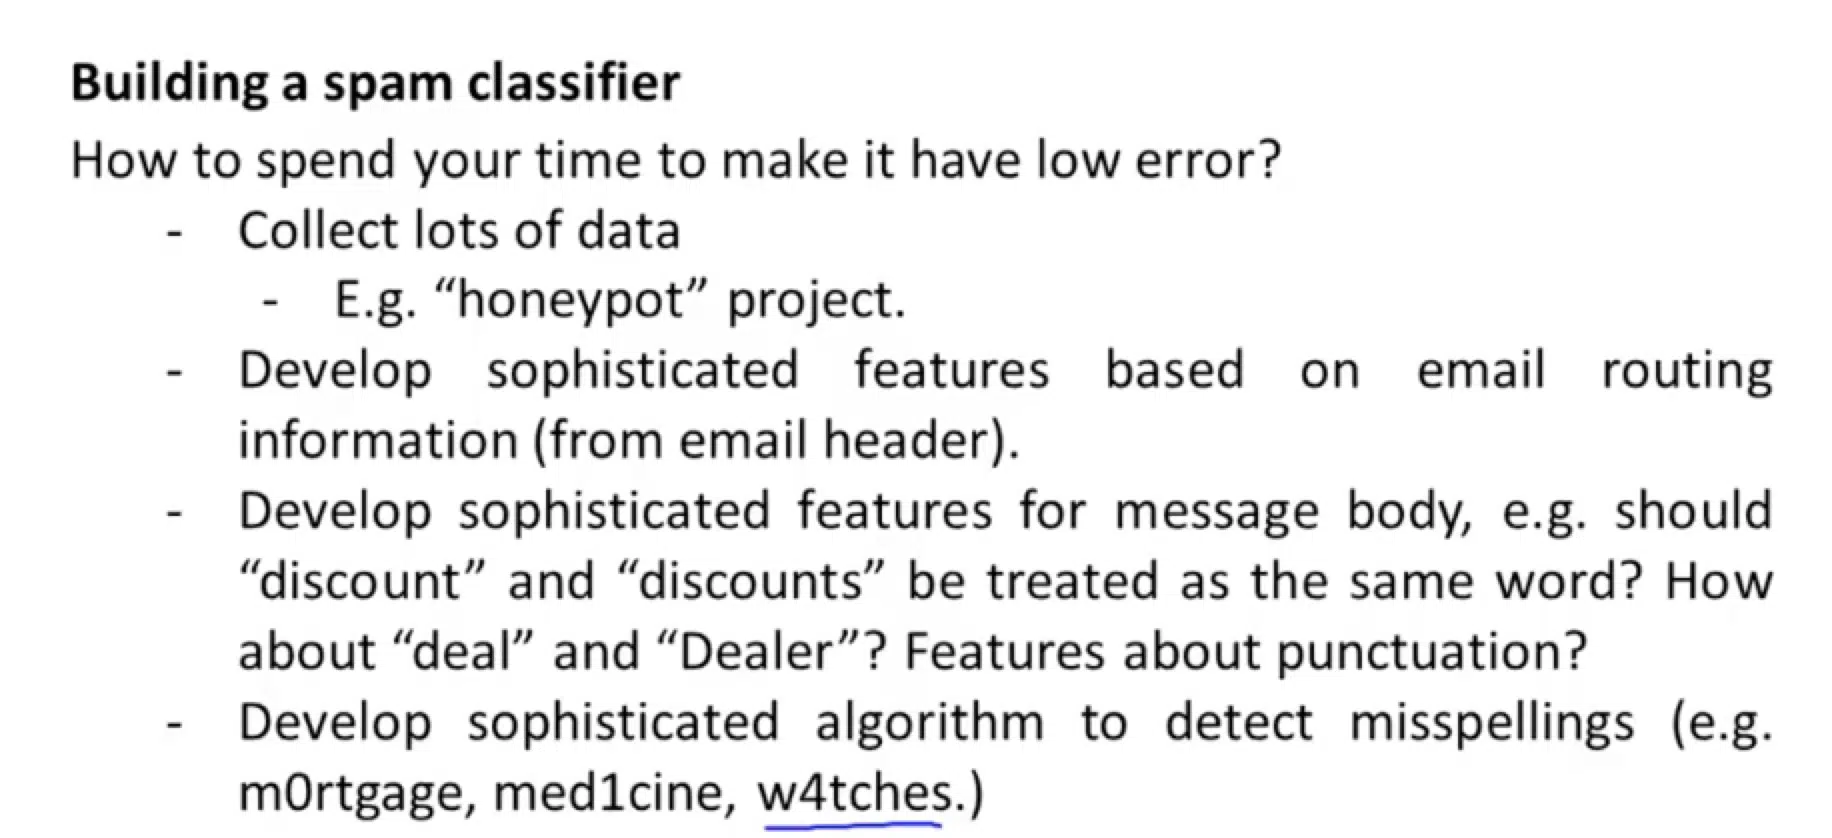 Building a spam classifier
How to spend your time to make it have low error?
- Collect lots of data
- E.g. “honeypot” project.
- Develop sophisticated features based on email routing
information (from email header).
- Develop sophisticated features for message body, e.g. should
“discount” and “discounts” be treated as the same word? How
about “deal” and “Dealer”? Features about punctuation?
- Develop sophisticated algorithm to detect misspellings (e.g.
m0rtgage, med1cine, w4tches.)